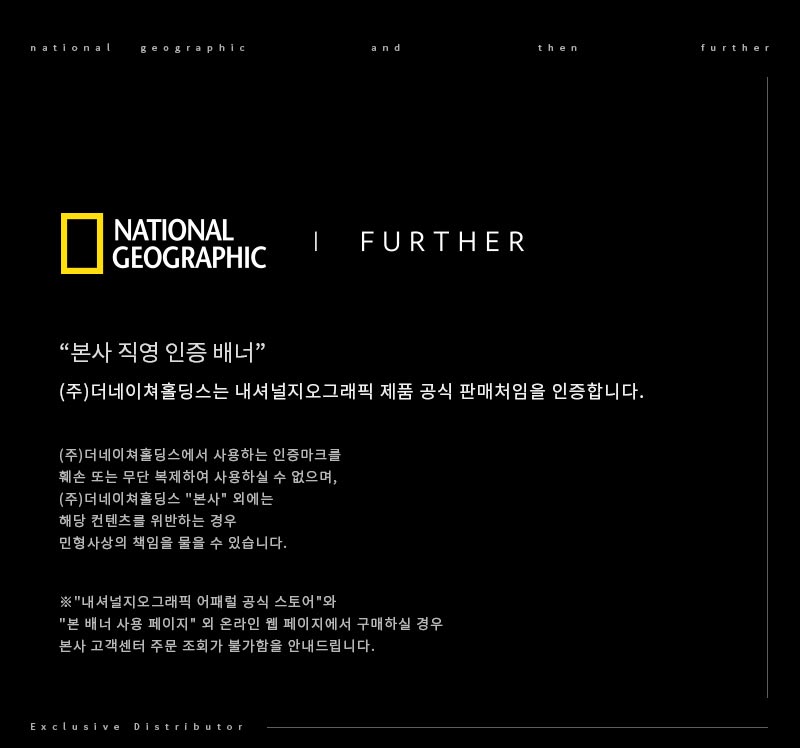 national geographic and then further
NATIONAL
GEOGRAPHIC
FURTHER
“본사 직영 인증 배너”
(주)더네이쳐홀딩스는 내셔널지오그래픽 제품 공식 판매처임을 인증합니다.
(주)더네이쳐홀딩스에서 사용하는 인증마크를
훼손 또는 무단 복제하여 사용하실 수 없으며,
(주)더네이쳐홀딩스 "본사" 외에는
해당 컨텐츠를 위반하는 경우
민형사상의 책임을 물을 수 있습니다.
※"내셔널지오그래픽 어패럴 공식 스토어"와
"본 배너 사용 페이지" 외 온라인 웹 페이지에서 구매하실 경우
본사 고객센터 주문 조회가 불가함을 안내드립니다.
Exclusive Distributor